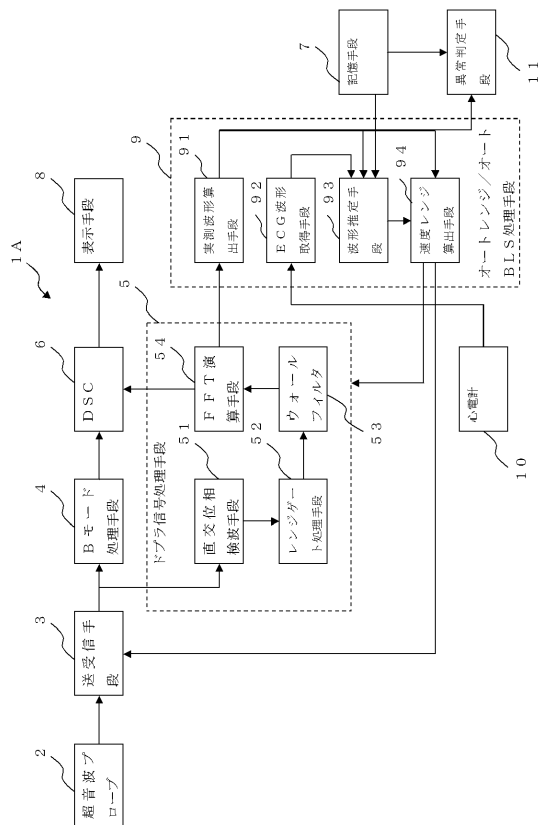 １Ａ
２
超音波プ
ローブ
３
送受信手
段
４
Ｂモード
処理手段
６
ＤＳＣ
８
表示手段
５
ドプラ信号処理手段
５１
直交位相
検波手段
５２
レンジゲー
ト処理手段
５３
ウォール
フィルタ
５４
ＦＦＴ演
算手段
９
９１
実測波形算
出手段
９２
ＥＣＧ波形
取得手段
９３
波形推定手
段
９４
速度レンジ
算出手段
オートレンジ／オート
ＢＬＳ処理手段
７
記憶手段
１０
心電計
１１
異常判定手
段